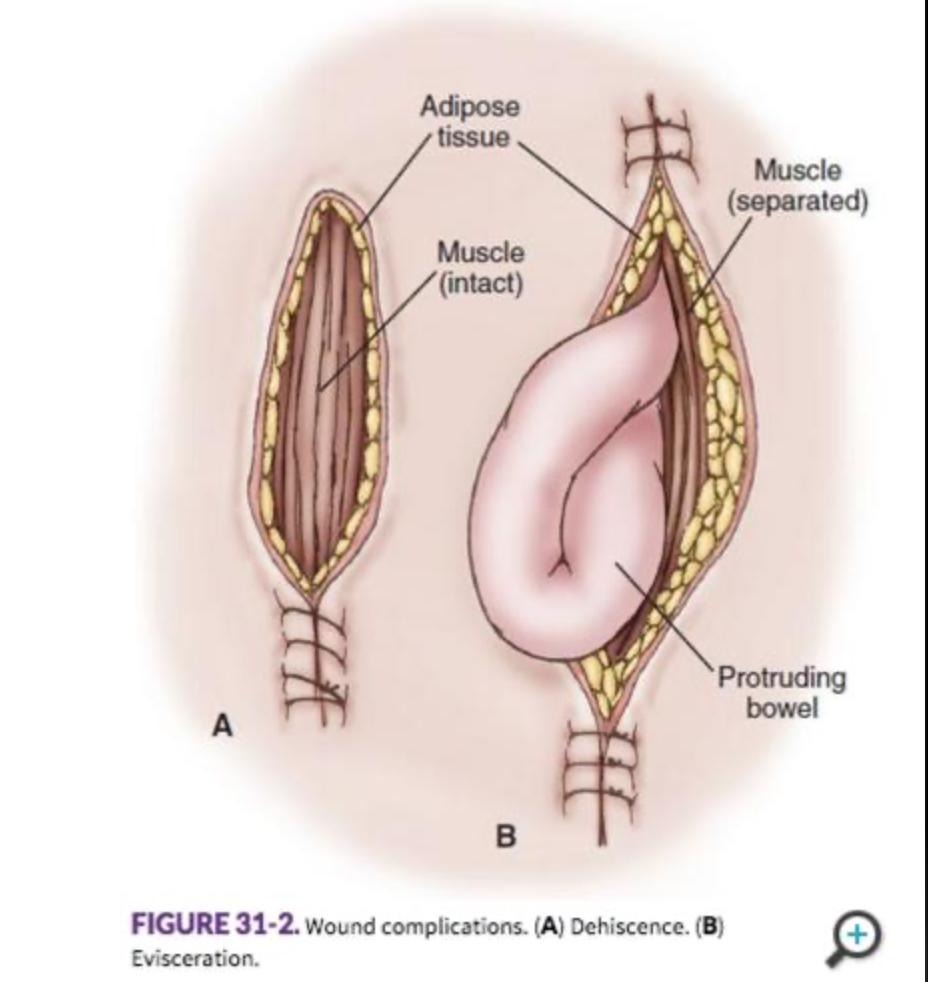 Adipose
tissue
Muscle
(separated)
Muscle
(intact)
Protruding
bowel
A
B
FIGURE 31-2. Wound complications. (A) Dehiscence. (B)
Evisceration.